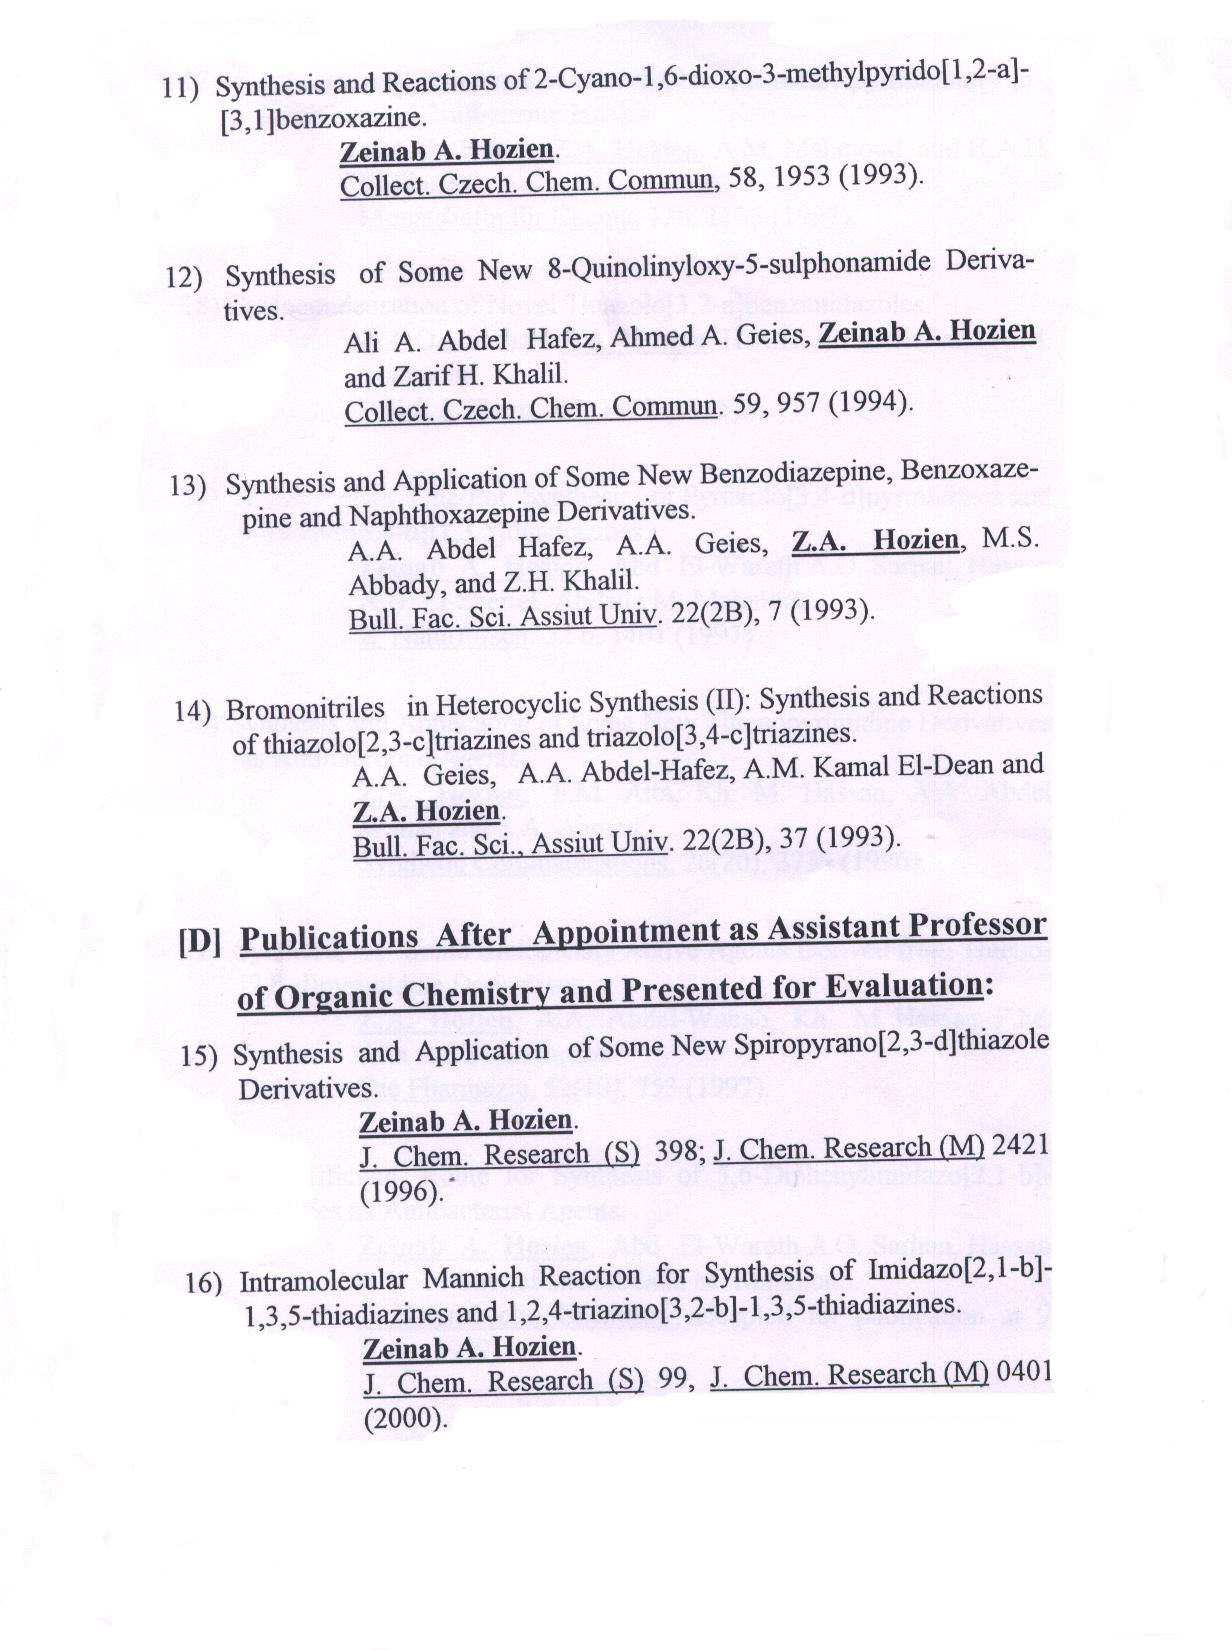 11) Synthesis and Reactions of 2-Cyano-1,6-dioxo-3-methylpyrido[1,2-a]-
[3,1]benzoxazine.
Zeinab A. Hozien.
Collect. Czech. Chem. Commun, 58, 1953 (1993).
12) Synthesis of Some New 8-Quinolinyloxy-5-sulphonamide Deriva-
tives.
Ali A. Abdel Hafez, Ahmed A. Geies, Zeinab A. Hozien
and Zarif H. Khalil.
Collect. Czech. Chem. Commun. 59, 957 (1994).
13) Synthesis and Application of Some New Benzodiazepine, Benzoxaze-
pine and Naphthoxazepine Derivatives.
A.A. Abdel Hafez, A.A. Geies, Z.A. Hozien, M.S.
Abbady, and Z.H. Khalil.
Bull. Fac. Sci. Assiut Univ. 22(2B), 7 (1993).
14) Bromonitriles in Heterocyclic Synthesis (II): Synthesis and Reactions
of thiazolo[2,3-c]triazines and triazolo[3,4-c]triazines.
A.A. Geies, A.A. Abdel-Hafez, A.M. Kamal El-Dean and
Z.A. Hozien.
Bull. Fac. Sci., Assiut Univ. 22(2B), 37 (1993).
[D] Publications After Appointment as Assistant Professor
of Organic Chemistry and Presented for Evaluation:
15) Synthesis and Application of Some New Spiropyrano[2,3-d]thiazole
Derivatives.
Zeinab A. Hozien.
J. Chem. Research (S) 398; J. Chem. Research (M) 2421
(1996).
16) Intramolecular Mannich Reaction for Synthesis of Imidazo[2,1-b]-
1,3,5-thiadiazines and 1,2,4-triazino[3,2-b]-1,3,5-thiadiazines.
Zeinab A. Hozien.
J. Chem. Research (S) 99, J. Chem. Research (M) 0401
(2000).